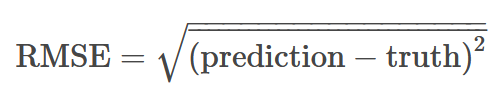 RMSE = √(prediction − truth)²